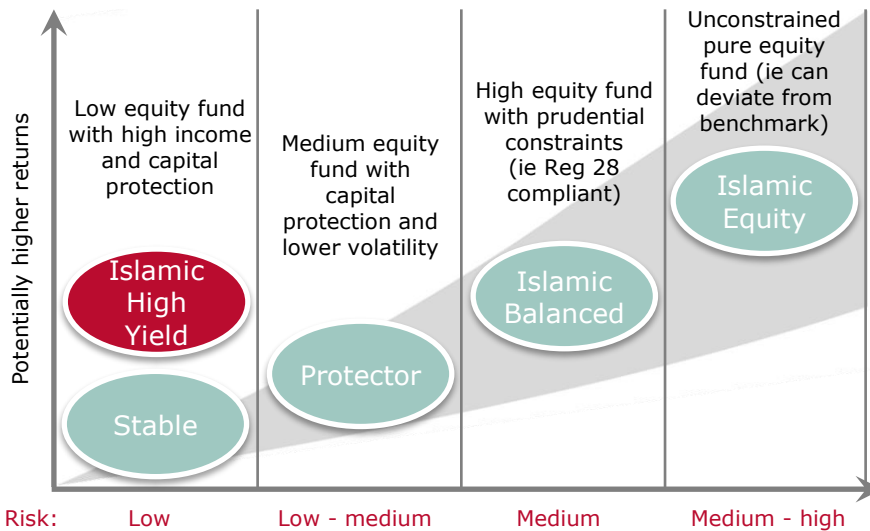 Potentially higher returns
Low equity fund
with high income
and capital
protection
Islamic
High
Yield
Stable
Medium equity
fund with
capital
protection and
lower volatility
Protector
High equity fund
with prudential
constraints
(ie Reg 28
compliant)
Islamic
Balanced
Unconstrained
pure equity
fund (ie can
deviate from
benchmark)
Islamic
Equity
Risk: Low Low - medium Medium Medium - high